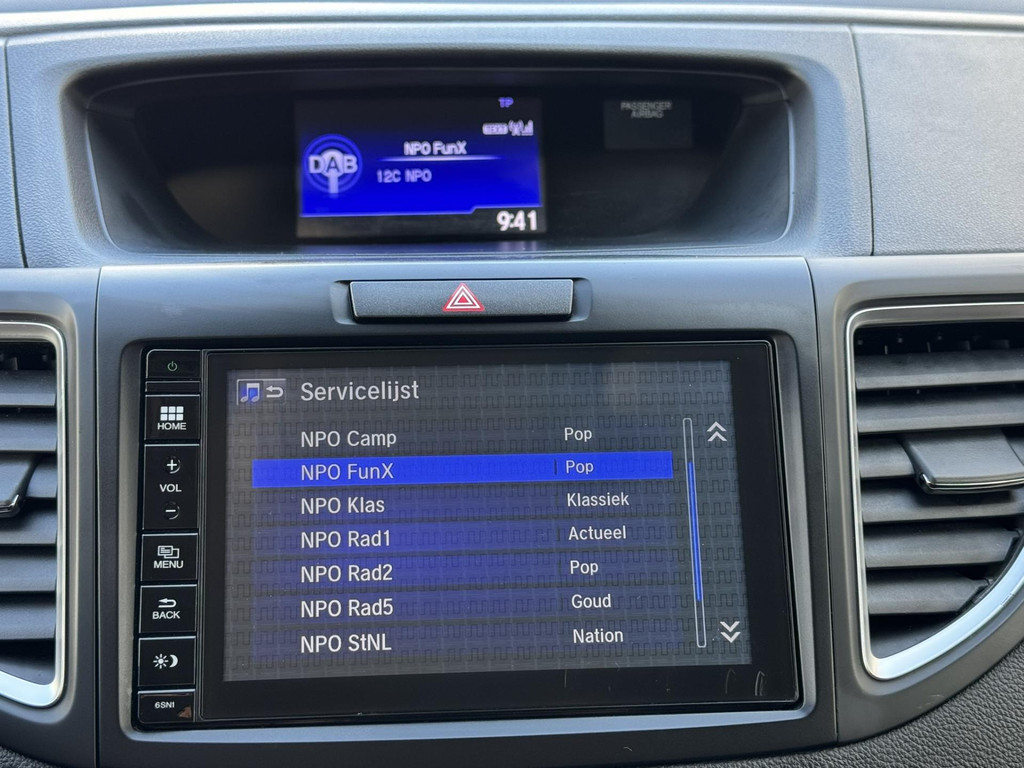 TP
NPO FunX
DAB
12C NPO
9:41
PASSENGER
AIRBAG
Servicelijst
HOME
VOL
MENU
BACK
6SN1
NPO Camp Pop
NPO FunX Pop
NPO Klas Klassiek
NPO Rad1 Actueel
NPO Rad2 Pop
NPO Rad5 Goud
NPO StNL Nation